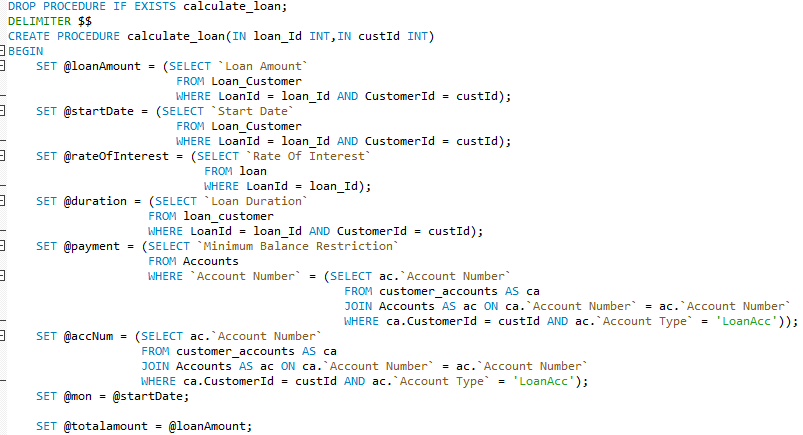 DROP PROCEDURE IF EXISTS calculate_loan;
DELIMITER $$
CREATE PROCEDURE calculate_loan(IN loan_Id INT,IN custId INT)
BEGIN
    SET @loanAmount = (SELECT `Loan Amount`
                        FROM Loan_Customer
                        WHERE LoanId = loan_Id AND CustomerId = custId);
    SET @startDate = (SELECT `Start Date`
                        FROM Loan_Customer
                        WHERE LoanId = loan_Id AND CustomerId = custId);
    SET @rateOfInterest = (SELECT `Rate Of Interest`
                            FROM loan
                            WHERE LoanId = loan_Id);
    SET @duration = (SELECT `Loan Duration`
                    FROM loan_customer
                    WHERE LoanId = loan_Id AND CustomerId = custId);
    SET @payment = (SELECT `Minimum Balance Restriction`
                    FROM Accounts
                    WHERE `Account Number` = (SELECT ac.`Account Number`
                                                FROM customer_accounts AS ca
                                                JOIN Accounts AS ac ON ca.`Account Number` = ac.`Account Number`
                                                WHERE ca.CustomerId = custId AND ac.`Account Type` = 'LoanAcc'));
    SET @accNum = (SELECT ac.`Account Number`
                   FROM customer_accounts AS ca
                   JOIN Accounts AS ac ON ca.`Account Number` = ac.`Account Number`
                   WHERE ca.CustomerId = custId AND ac.`Account Type` = 'LoanAcc');
    SET @mon = @startDate;
    SET @totalamount = @loanAmount;